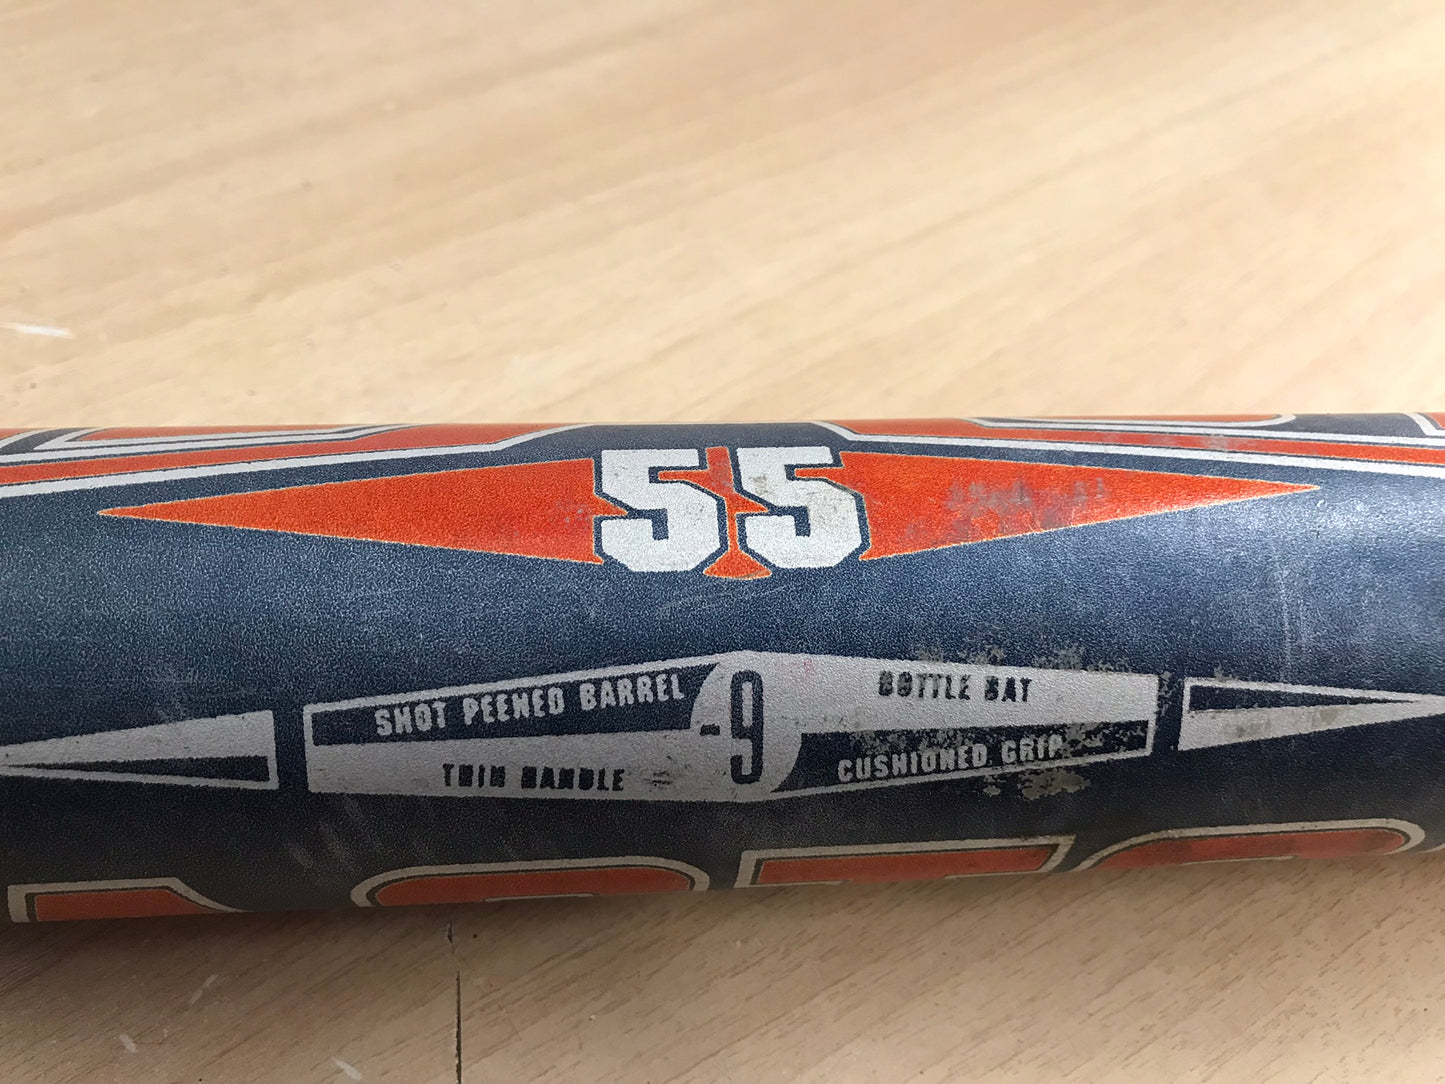 55
SHOT PEENED BARREL
-9
BOTTLE BAT
THIN HANDLE
CUSHIONED GRIP